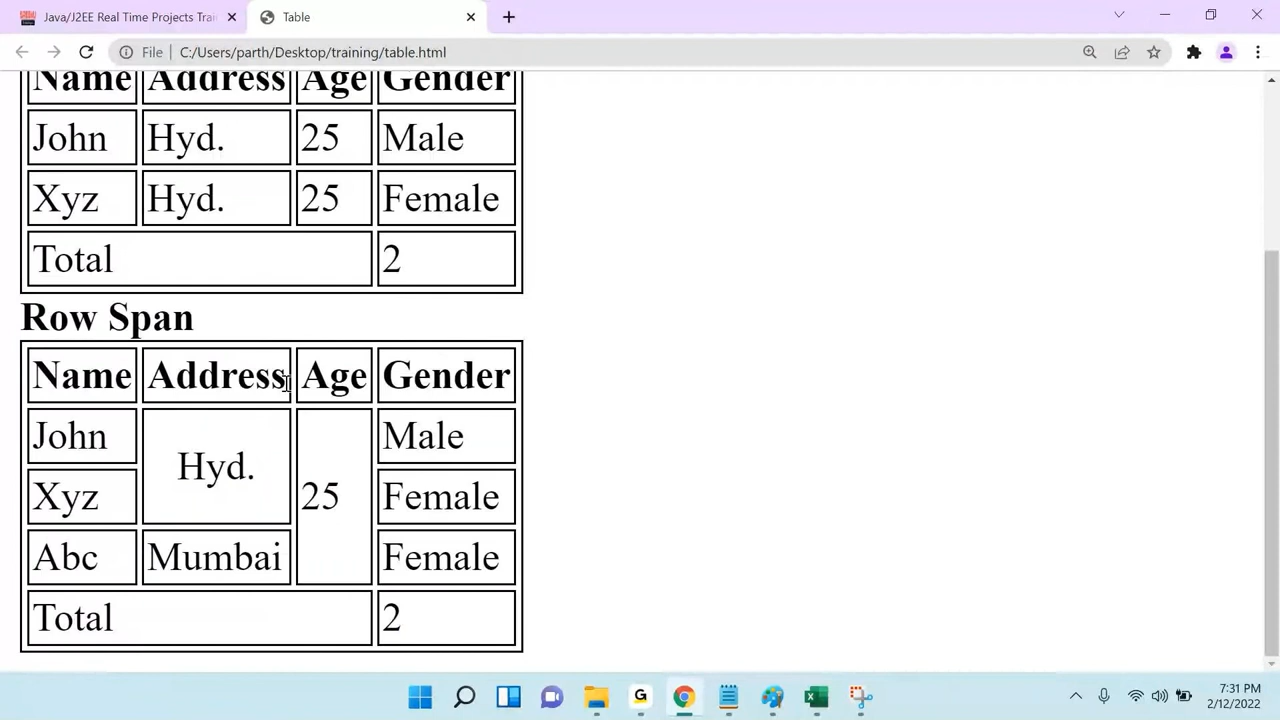 Java/J2EE Real Time Projects Trai
Table
File
C:/Users/parth/Desktop/training/table.html
Name Address Age Gender
John Hyd. 25 Male
Xyz Hyd. 25 Female
Total 2
Row Span
Name Address Age Gender
John Hyd. 25 Male
Xyz Female
Abc Mumbai Female
Total 2
G
7:31 PM
2/12/2022